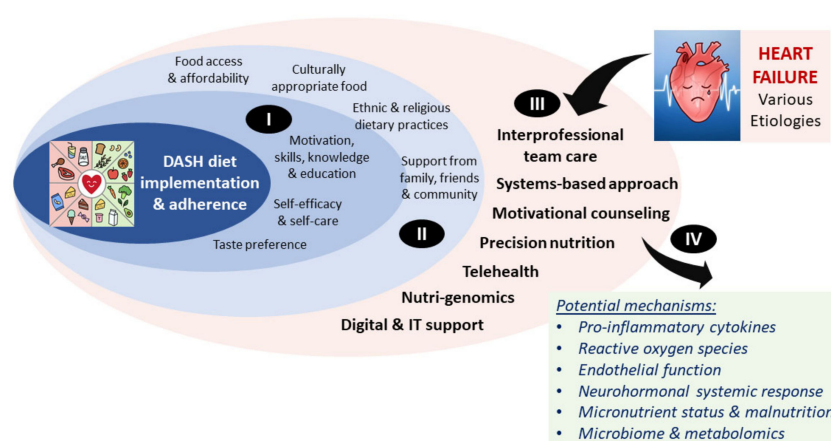 Food access
& affordability
Culturally
appropriate food
Ethnic & religious
dietary practices
I
Motivation,
skills, knowledge
& education
Support from
family, friends
& community
Self-efficacy
& self-care
Taste preference
II
DASH diet
implementation
& adherence
III
Interprofessional
team care
Systems-based approach
Motivational counseling
Precision nutrition
Telehealth
Nutri-genomics
Digital & IT support
HEART
FAILURE
Various
Etiologies
IV
Potential mechanisms:
• Pro-inflammatory cytokines
• Reactive oxygen species
• Endothelial function
• Neurohormonal systemic response
• Micronutrient status & malnutrition
• Microbiome & metabolomics